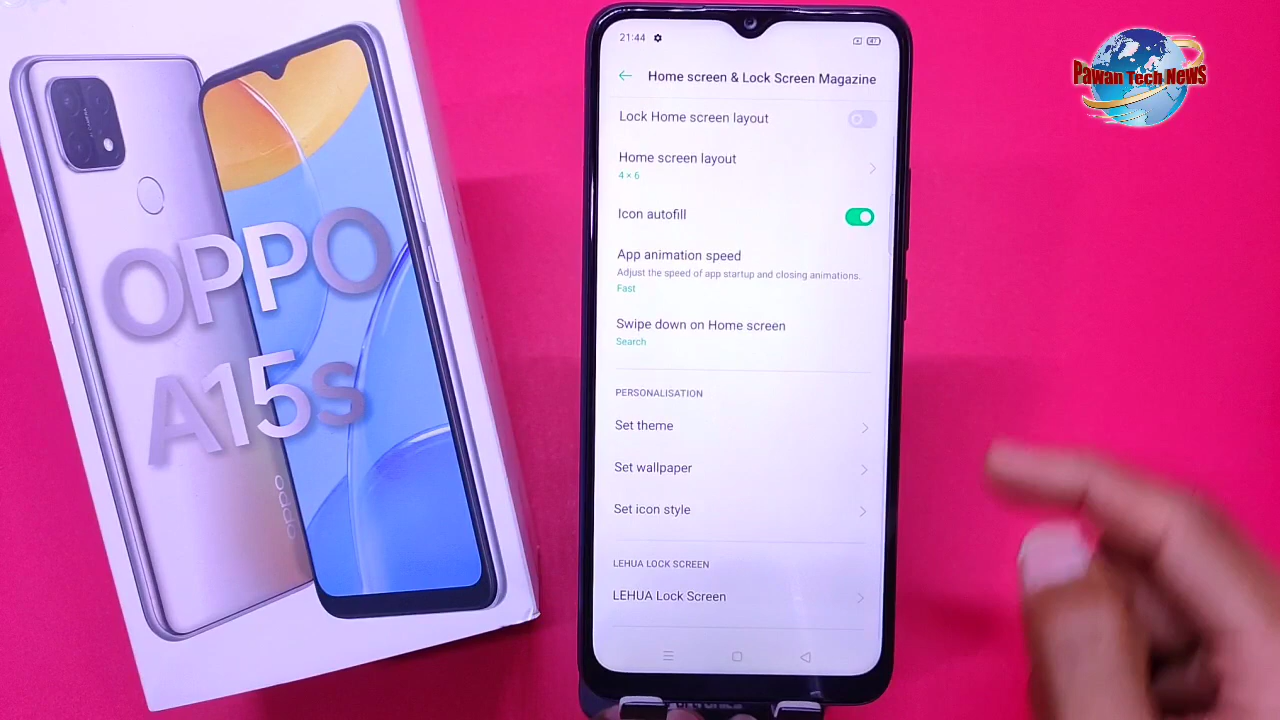 OPPO
A15s
oppo
21:44
47
Home screen & Lock Screen Magazine
Lock Home screen layout
Home screen layout
4 × 6
Icon autofill
App animation speed
Adjust the speed of app startup and closing animations.
Fast
Swipe down on Home screen
Search
PERSONALISATION
Set theme
Set wallpaper
Set icon style
LEHUA LOCK SCREEN
LEHUA Lock Screen
Pawan Tech News